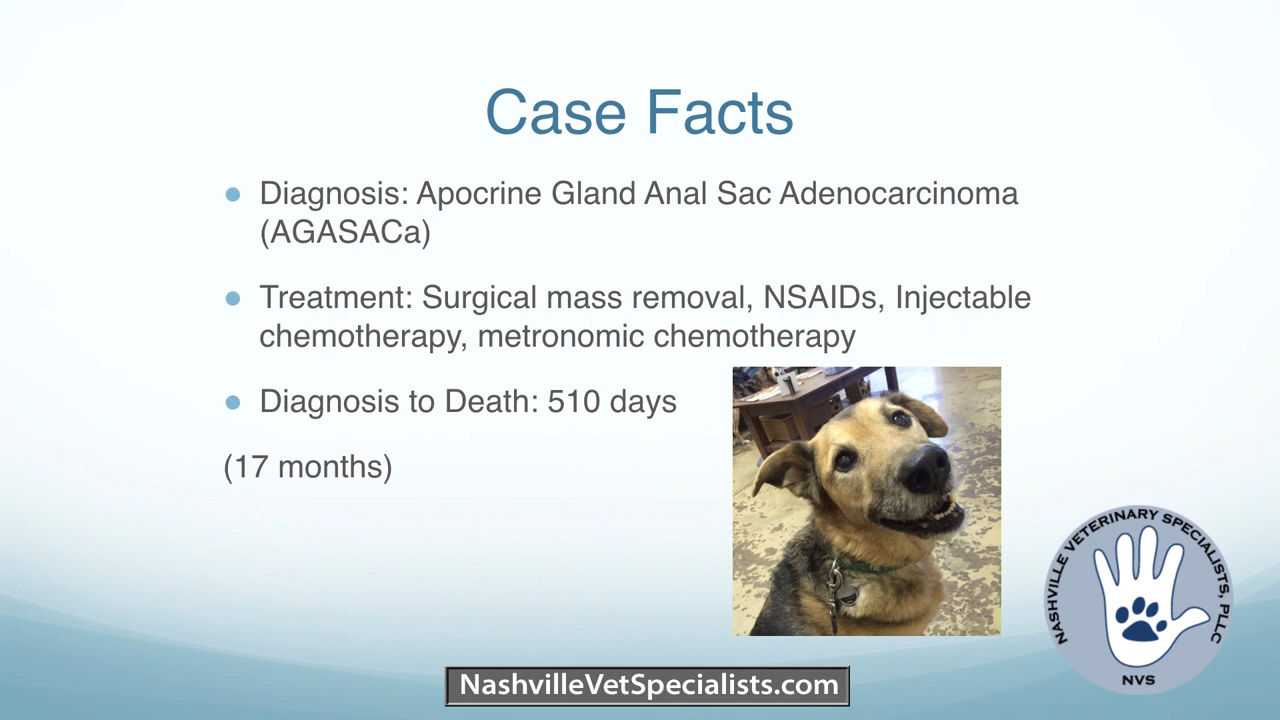 Case Facts
Diagnosis: Apocrine Gland Anal Sac Adenocarcinoma
(AGASACa)
Treatment: Surgical mass removal, NSAIDs, Injectable
chemotherapy, metronomic chemotherapy
Diagnosis to Death: 510 days
(17 months)
NASHVILLE VETERINARY SPECIALISTS, PLLC
NVS
NashvilleVetSpecialists.com